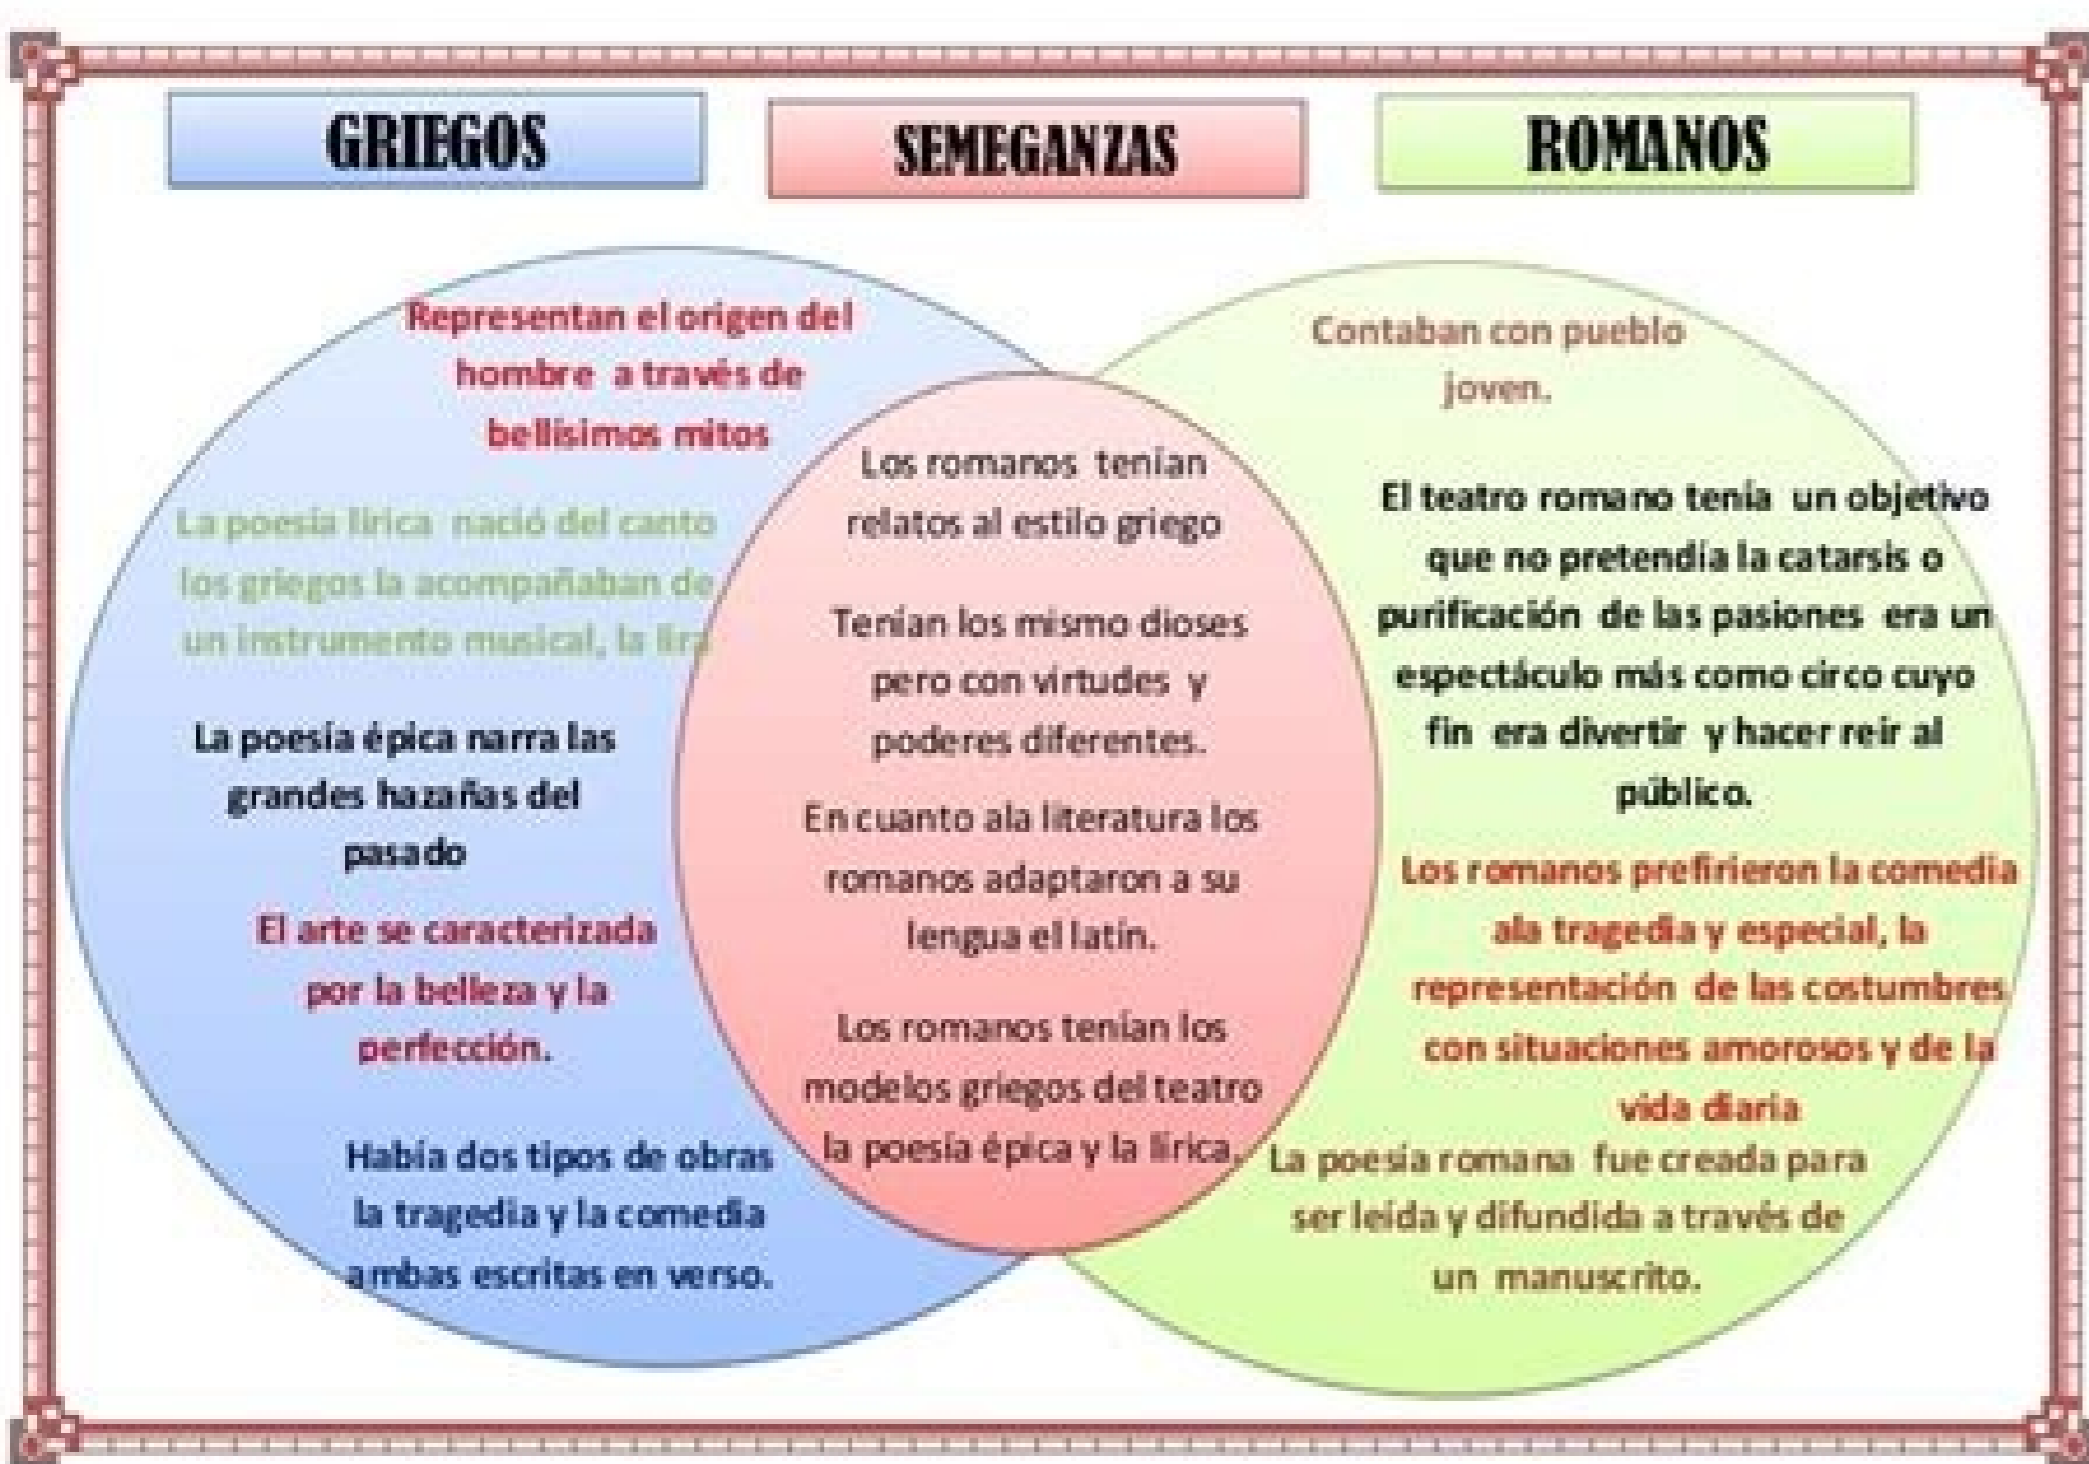 GRIEGOS
SEMEGANZAS
ROMANOS
Representan el origen del
hombre a través de
bellísimos mitos
La poesía lírica nació del canto
los griegos la acompañaban de
un instrumento musical, la lira
La poesía épica narra las
grandes hazañas del
pasado
El arte se caracterizada
por la belleza y la
perfección.
Había dos tipos de obras
la tragedia y la comedia
ambas escritas en verso.
Los romanos tenían
relatos al estilo griego
Tenían los mismo dioses
pero con virtudes y
poderes diferentes.
En cuanto ala literatura los
romanos adaptaron a su
lengua el latín.
Los romanos tenían los
modelos griegos del teatro
la poesía épica y la lírica.
Contaban con pueblo
joven.
El teatro romano tenía un objetivo
que no pretendía la catarsis o
purificación de las pasiones era un
espectáculo más como circo cuyo
fin era divertir y hacer reir al
público.
Los romanos prefirieron la comedia
ala tragedia y especial, la
representación de las costumbres
con situaciones amorosos y de la
vida diaria
La poesía romana fue creada para
ser leída y difundida a través de
un manuscrito.